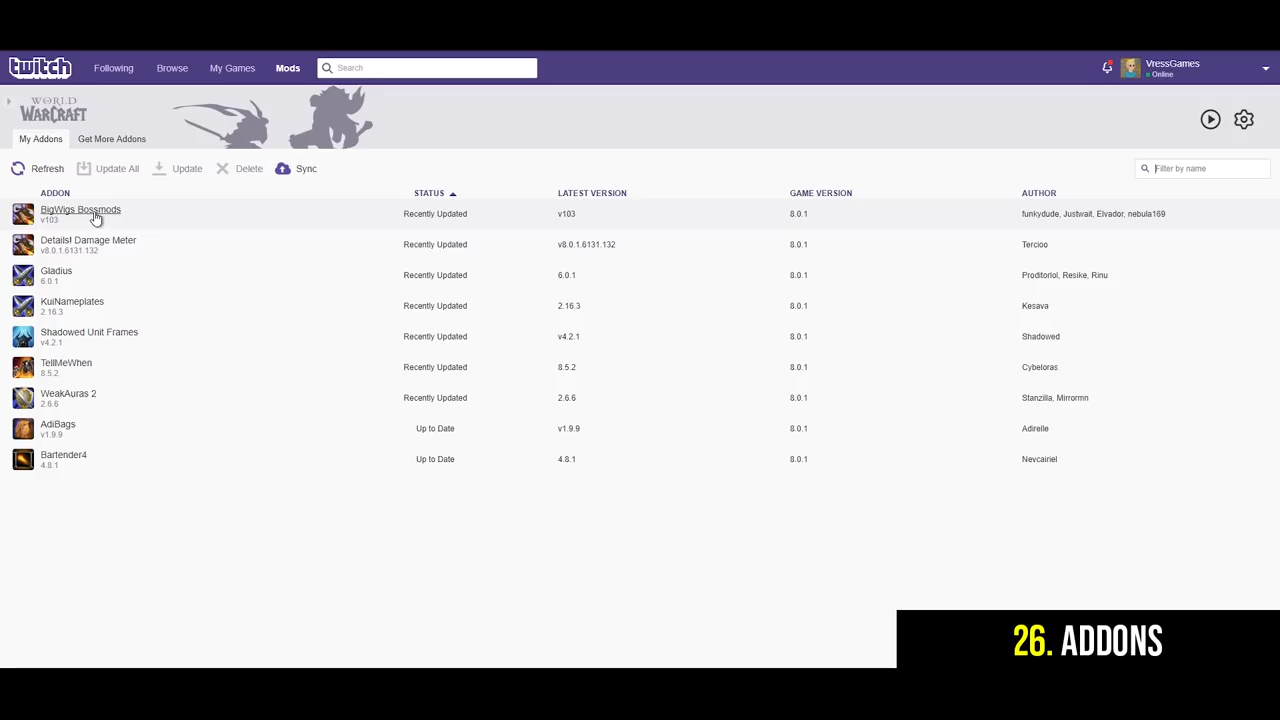 twitch Following Browse My Games Mods Search VressGames
Online
WORLD
WARCRAFT
My Addons Get More Addons
Refresh Update All Update Delete Sync Filter by name
ADDON STATUS LATEST VERSION GAME VERSION AUTHOR
BigWigs Bossmods Recently Updated v103 8.0.1 funkydude, Justwait, Elvador, nebula169
v103
Details! Damage Meter Recently Updated v8.0.1.6131.132 8.0.1 Tercioo
v8.0.1.6131.132
Gladius Recently Updated 6.0.1 8.0.1 Proditorlol, Resike, Rinu
6.0.1
KuiNameplates Recently Updated 2.16.3 8.0.1 Kesava
2.16.3
Shadowed Unit Frames Recently Updated v4.2.1 8.0.1 Shadowed
v4.2.1
TellMeWhen Recently Updated 8.5.2 8.0.1 Cybeloras
8.5.2
WeakAuras 2 Recently Updated 2.6.6 8.0.1 Stanzilla, Mirrormn
2.6.6
AdiBags Up to Date v1.9.9 8.0.1 Adirelle
v1.9.9
Bartender4 Up to Date 4.8.1 8.0.1 Nevcairiel
4.8.1
26. ADDONS